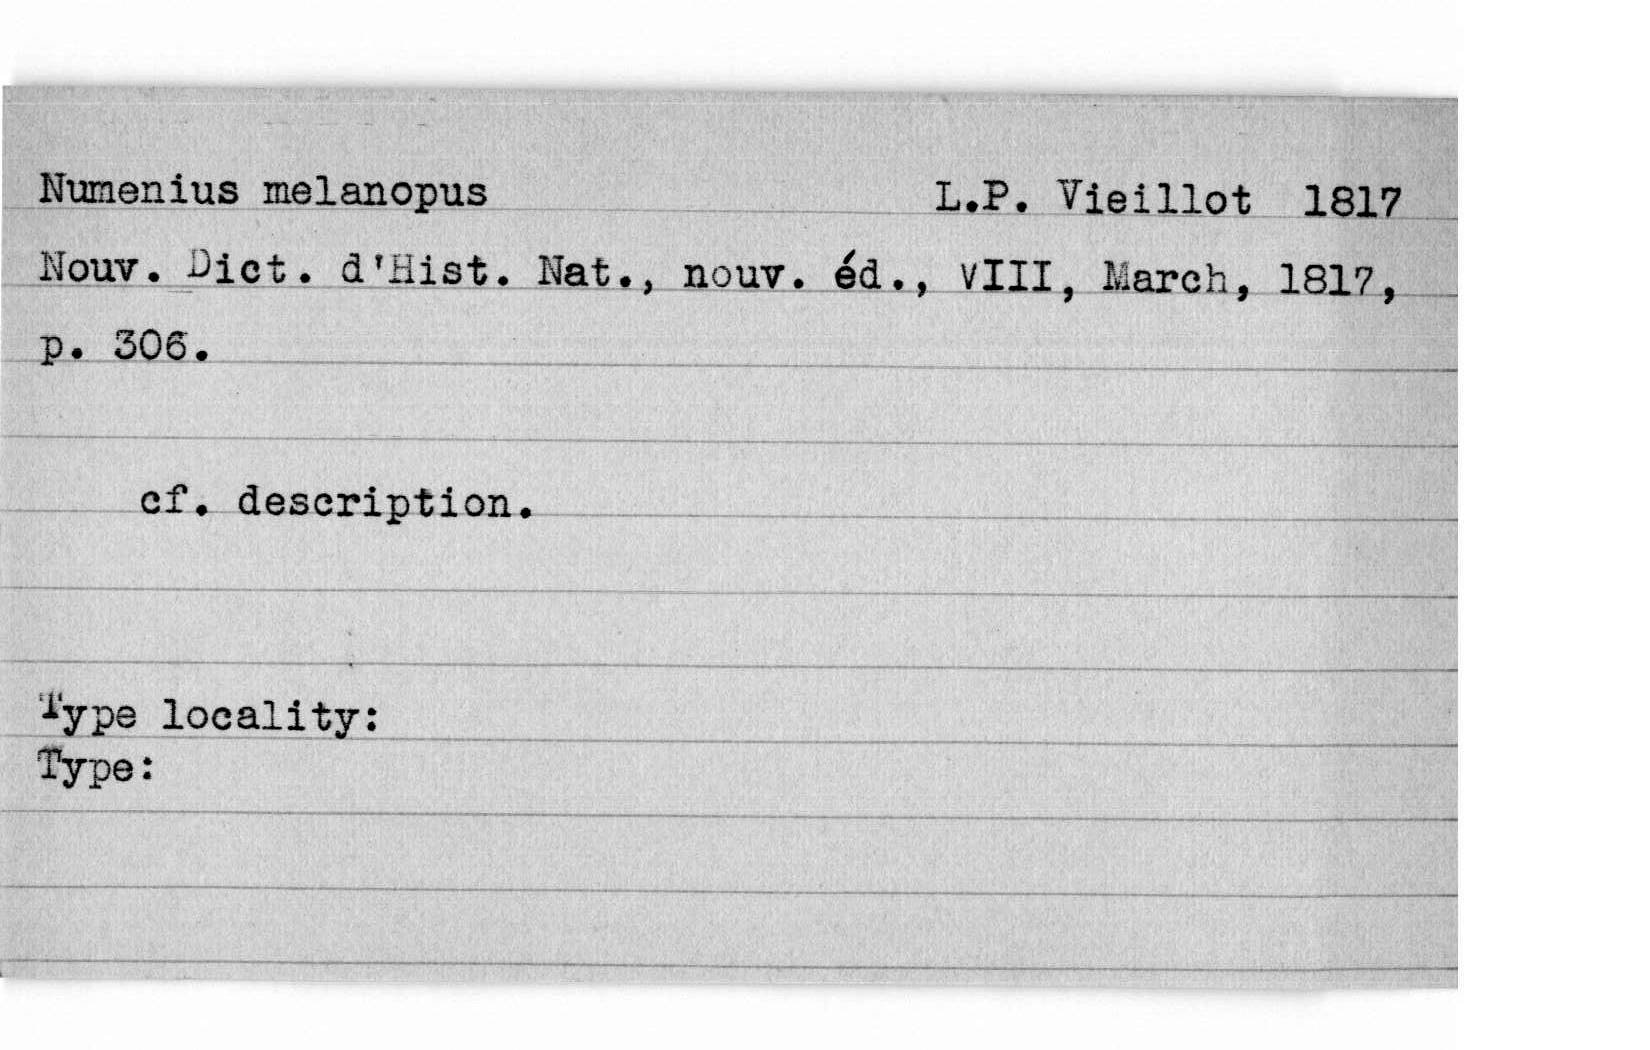 Numenius melanopus L.P. Vieillot 1817
Nouv. Dict. d'Hist. Nat., nouv. éd., VIII, March, 1817,
p. 306.
cf. description.
Type locality:
Type: